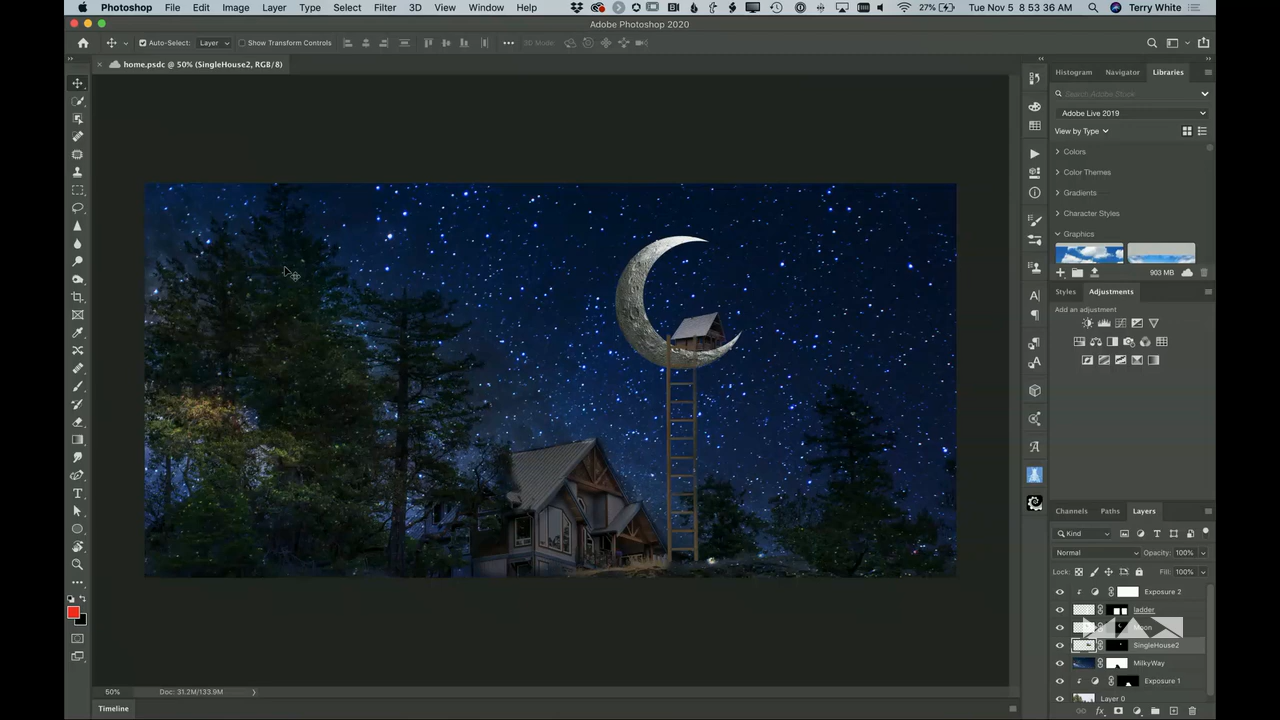 Photoshop File Edit Image Layer Type Select Filter 3D View Window Help 27% Tue Nov 5 8:53:36 AM Terry White
Adobe Photoshop 2020
Auto-Select: Layer Show Transform Controls 3D Mode
home.psdc @ 50% (SingleHouse2, RGB/8)
Histogram Navigator Libraries
Search Adobe Stock
Adobe Live 2019
View by Type
Colors
Color Themes
Gradients
Character Styles
Graphics
903 MB
Styles Adjustments
Add an adjustment
Channels Paths Layers
Kind
Normal Opacity: 100%
Lock: Fill: 100%
Exposure 2
ladder
Moon
SingleHouse2
MilkyWay
Exposure 1
Layer 0
50% Doc: 31.2M/133.9M
Timeline